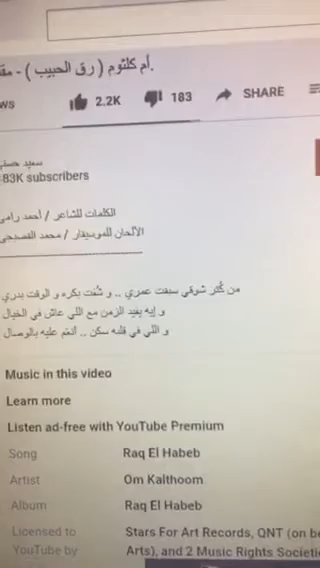 أم كلثوم ( رق الحبيب ) -
2.2K 183 SHARE
سعيد
83K subscribers
الكلمات للشاعر / أحمد رامي
الألحان للموسيقار / محمد القصبجي
من كُتر شوقي سبقت عمري .. و شُفت بكره و الوقت بدري
و إيه يفيد الزمن مع اللي عاش في الخيال
و اللي في قلبه سكن .. أنعَم عليه بالوصال
Music in this video
Learn more
Listen ad-free with YouTube Premium
Song Raq El Habeb
Artist Om Kalthoom
Album Raq El Habeb
Licensed to Stars For Art Records, QNT (on be
YouTube by Arts), and 2 Music Rights Societie